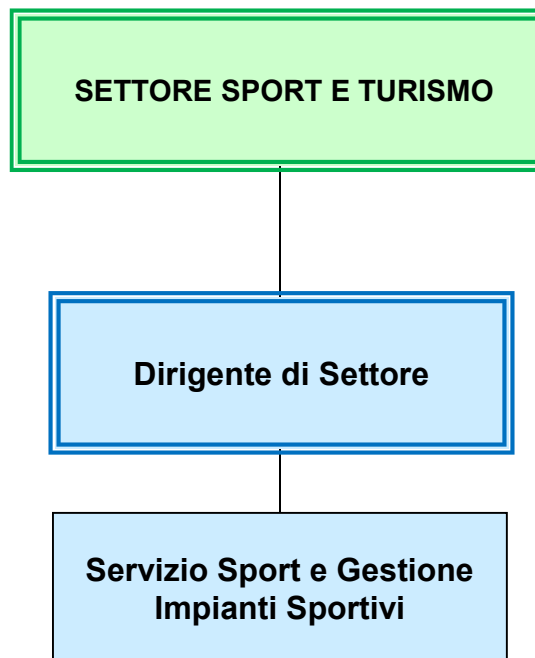 SETTORE SPORT E TURISMO
Dirigente di Settore
Servizio Sport e Gestione
Impianti Sportivi